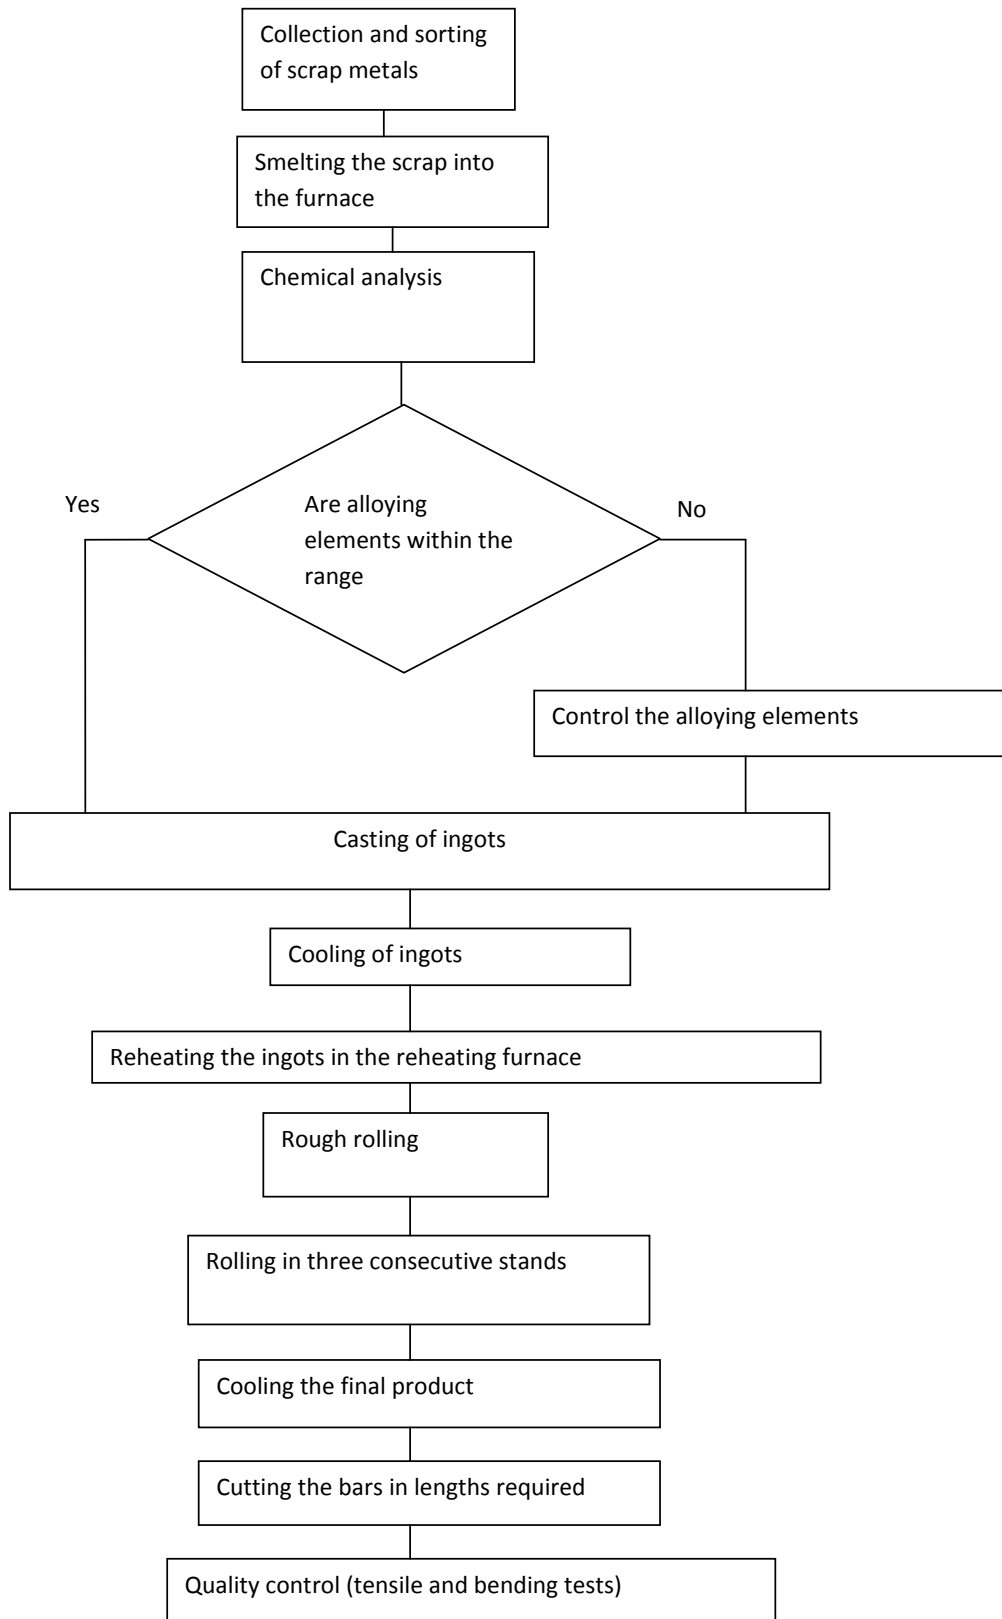 Collection and sorting
of scrap metals
Smelting the scrap into
the furnace
Chemical analysis
Yes
Are alloying
elements within the
range
No
Control the alloying elements
Casting of ingots
Cooling of ingots
Reheating the ingots in the reheating furnace
Rough rolling
Rolling in three consecutive stands
Cooling the final product
Cutting the bars in lengths required
Quality control (tensile and bending tests)